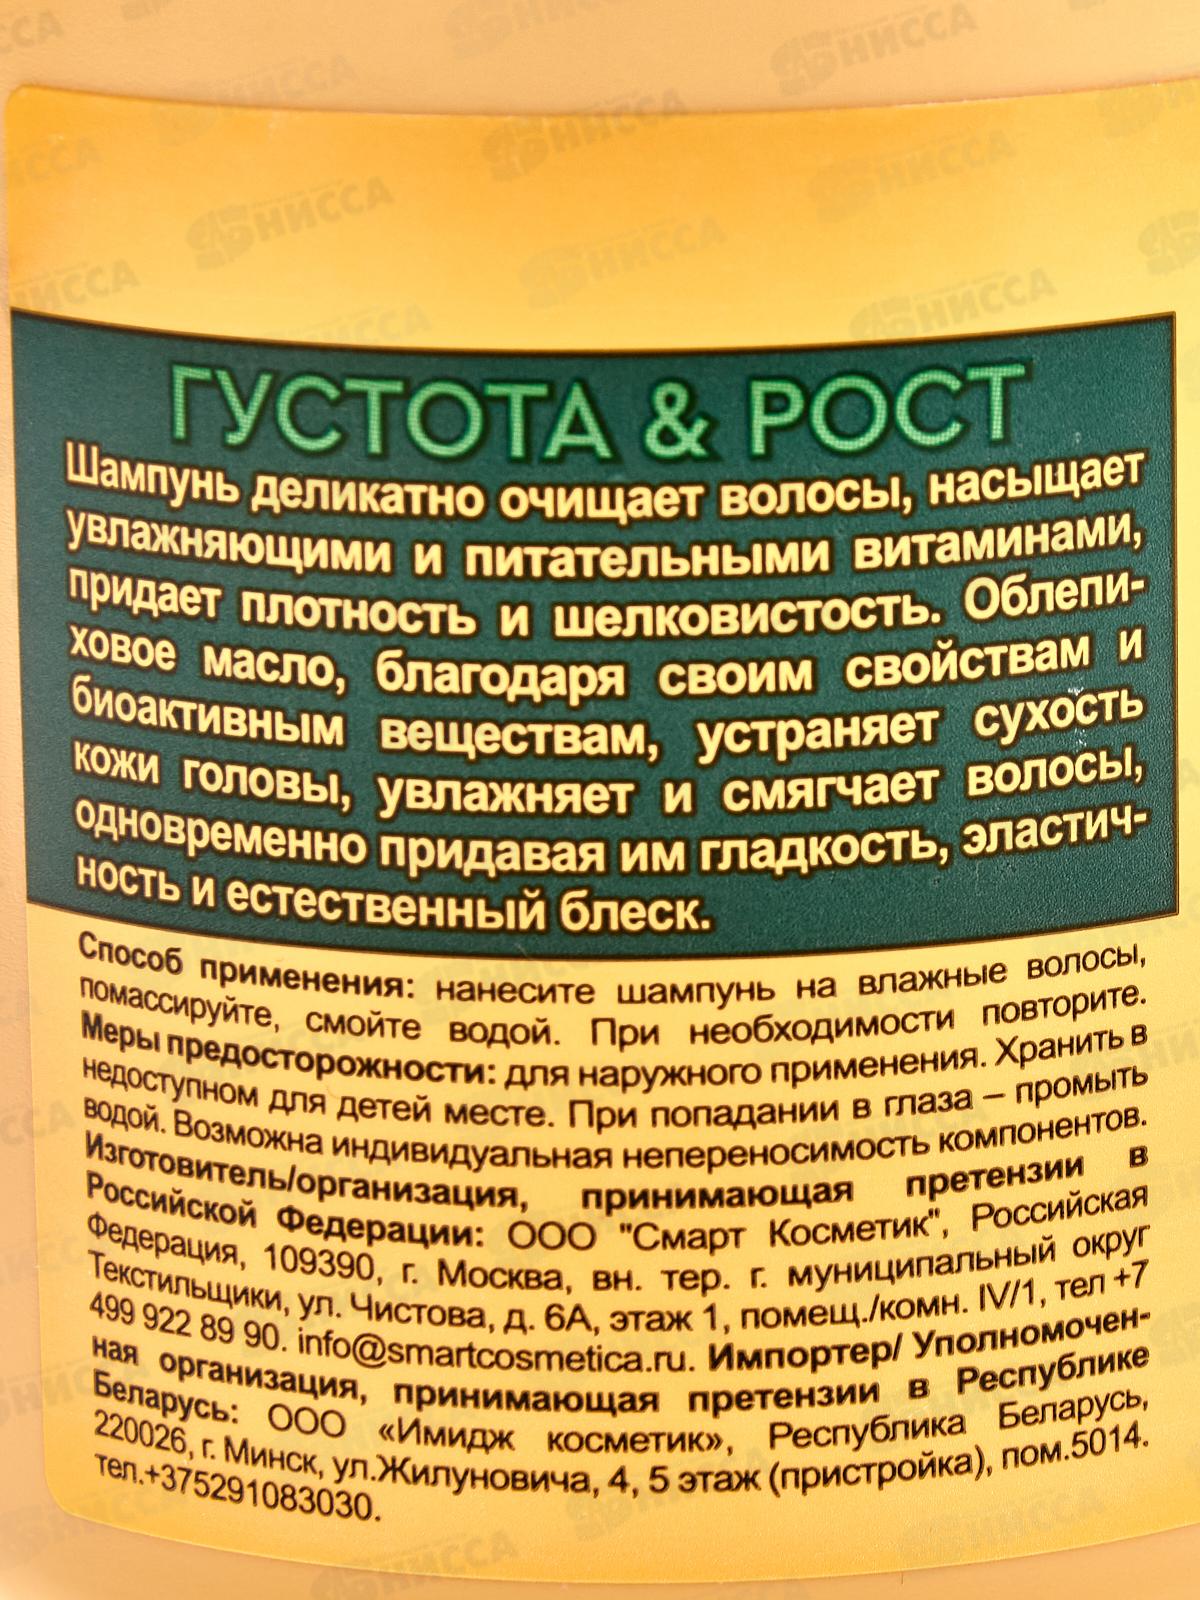 ГУСТОТА & РОСТ
Шампунь деликатно очищает волосы, насыщает
увлажняющими и питательными витаминами,
придает плотность и шелковистость. Облепи-
ховое масло, благодаря своим свойствам и
биоактивным веществам, устраняет сухость
кожи головы, увлажняет и смягчает волосы,
одновременно придавая им гладкость, эластич-
ность и естественный блеск.
Способ применения: нанесите шампунь на влажные волосы,
помассируйте, смойте водой. При необходимости повторите.
Меры предосторожности: для наружного применения. Хранить в
недоступном для детей месте. При попадании в глаза – промыть
водой. Возможна индивидуальная непереносимость компонентов.
Изготовитель/организация, принимающая претензии в
Российской Федерации: ООО "Смарт Косметик", Российская
Федерация, 109390, г. Москва, вн. тер. г. муниципальный округ
Текстильщики, ул. Чистова, д. 6А, этаж 1, помещ./комн. IV/1, тел +7
499 922 89 90. info@smartcosmetica.ru. Импортер/ Уполномочен-
ная организация, принимающая претензии в Республике
Беларусь: ООО «Имидж косметик», Республика Беларусь,
220026, г. Минск, ул.Жилуновича, 4, 5 этаж (пристройка), пом.5014.
тел.+375291083030.